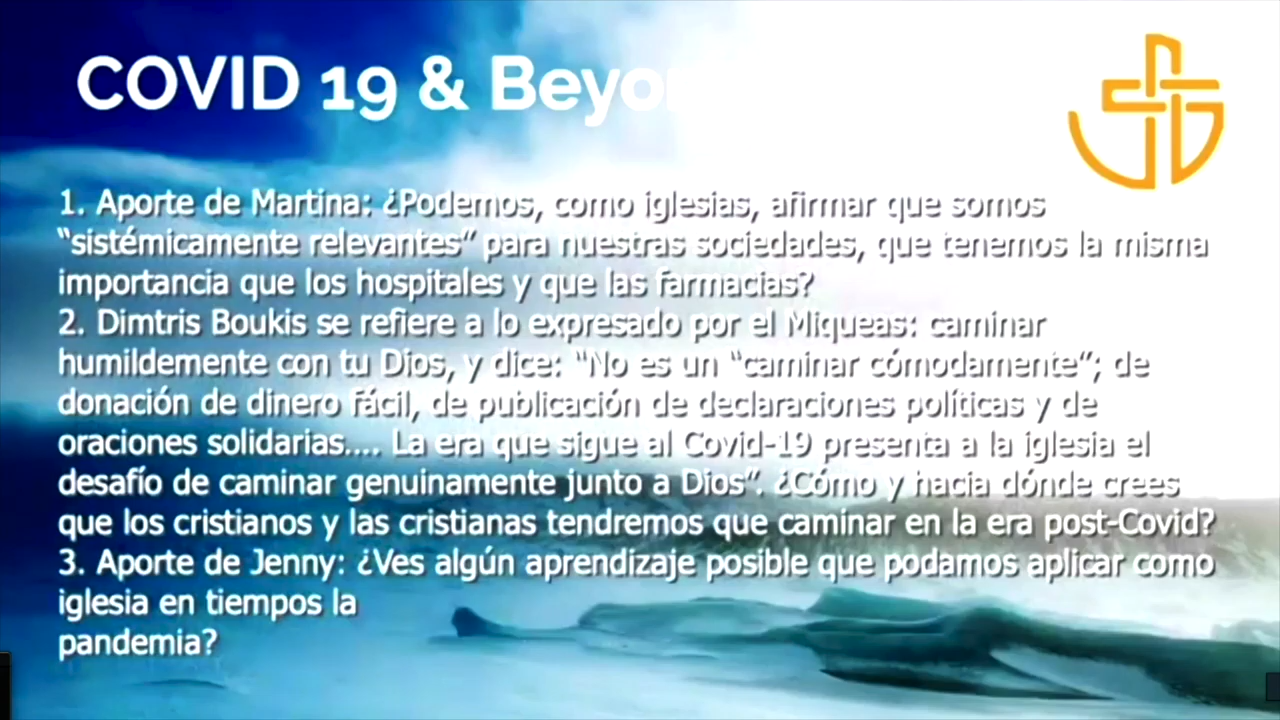 COVID 19 & Beyo
1. Aporte de Martina: ¿Podemos, como iglesias, afirmar que somos
“sistémicamente relevantes” para nuestras sociedades, que tenemos la misma
importancia que los hospitales y que las farmacias?
2. Dimtris Boukis se refiere a lo expresado por el Miqueas: caminar
humildemente con tu Dios, y dice: “No es un “caminar cómodamente”; de
donación de dinero fácil, de publicación de declaraciones políticas y de
oraciones solidarias.... La era que sigue al Covid-19 presenta a la iglesia el
desafío de caminar genuinamente junto a Dios”. ¿Cómo y hacia dónde crees
que los cristianos y las cristianas tendremos que caminar en la era post-Covid?
3. Aporte de Jenny: ¿Ves algún aprendizaje posible que podamos aplicar como
iglesia en tiempos la
pandemia?